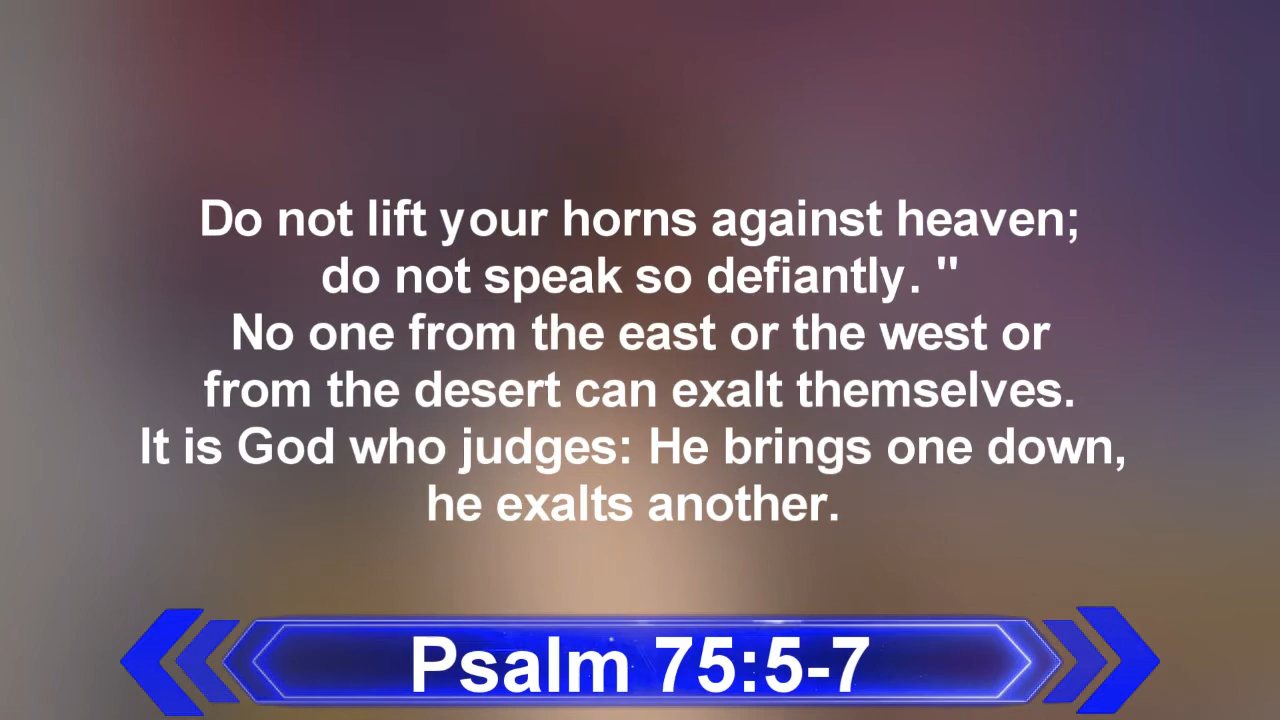 Do not lift your horns against heaven;
do not speak so defiantly. "
No one from the east or the west or
from the desert can exalt themselves.
It is God who judges: He brings one down,
he exalts another.
Psalm 75:5-7